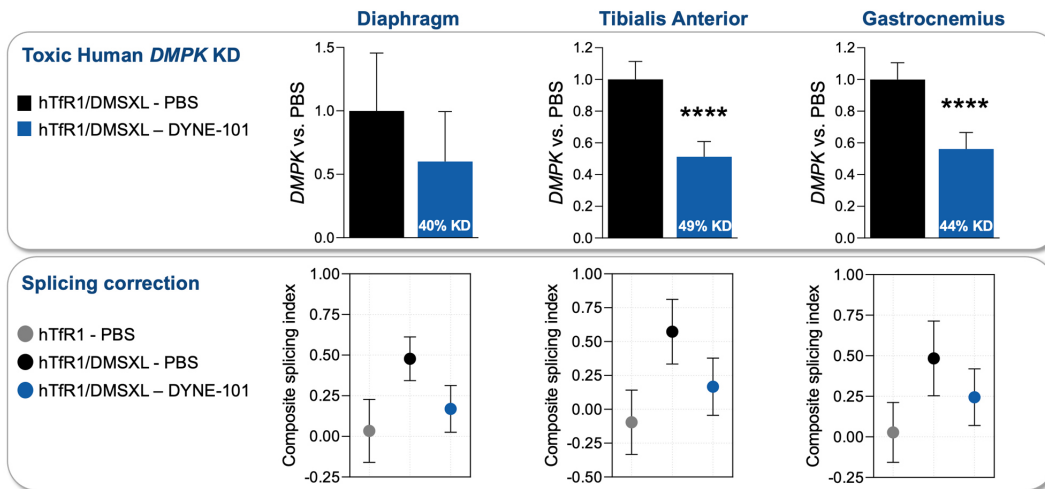 Diaphragm
Tibialis Anterior
Gastrocnemius
Toxic Human DMPK KD
hTfR1/DMSXL - PBS
hTfR1/DMSXL – DYNE-101
DMPK vs. PBS
1.5
1.0
0.5
0.0
40% KD
DMPK vs. PBS
1.2
1.0
0.8
0.6
0.4
0.2
0.0
****
49% KD
DMPK vs. PBS
1.2
1.0
0.8
0.6
0.4
0.2
0.0
****
44% KD
Splicing correction
hTfR1 - PBS
hTfR1/DMSXL - PBS
hTfR1/DMSXL – DYNE-101
Composite splicing index
1.00
0.75
0.50
0.25
0.00
-0.25
Composite splicing index
1.00
0.75
0.50
0.25
0.00
-0.25
-0.50
Composite splicing index
1.00
0.75
0.50
0.25
0.00
-0.25